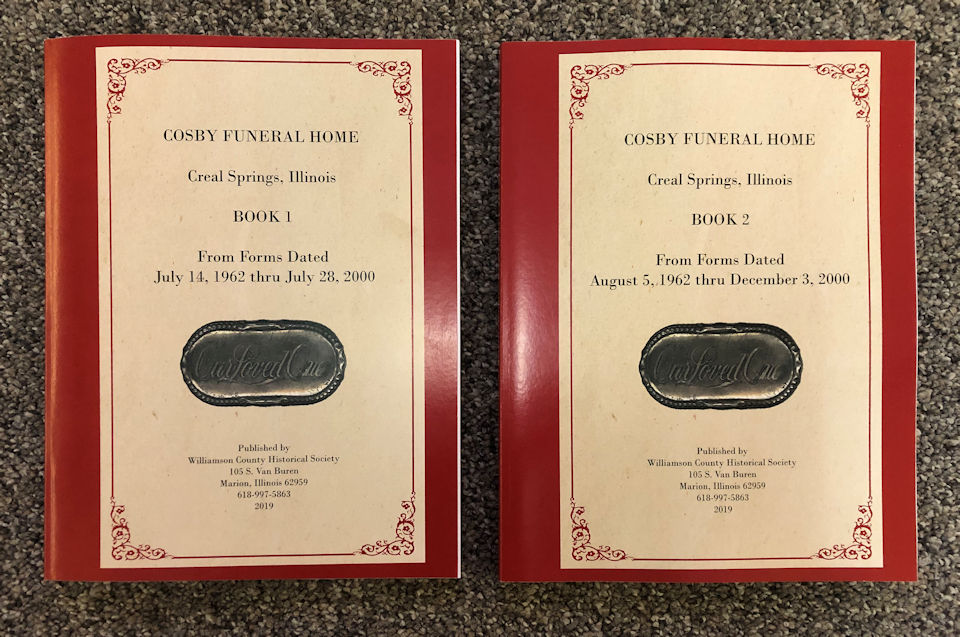 COSBY FUNERAL HOME
Creal Springs, Illinois
BOOK 1
From Forms Dated
July 14, 1962 thru July 28, 2000
Our Loved One
Published by
Williamson County Historical Society
105 S. Van Buren
Marion, Illinois 62959
618-997-5863
2019
COSBY FUNERAL HOME
Creal Springs, Illinois
BOOK 2
From Forms Dated
August 5, 1962 thru December 3, 2000
Our Loved One
Published by
Williamson County Historical Society
105 S. Van Buren
Marion, Illinois 62959
618-997-5863
2019